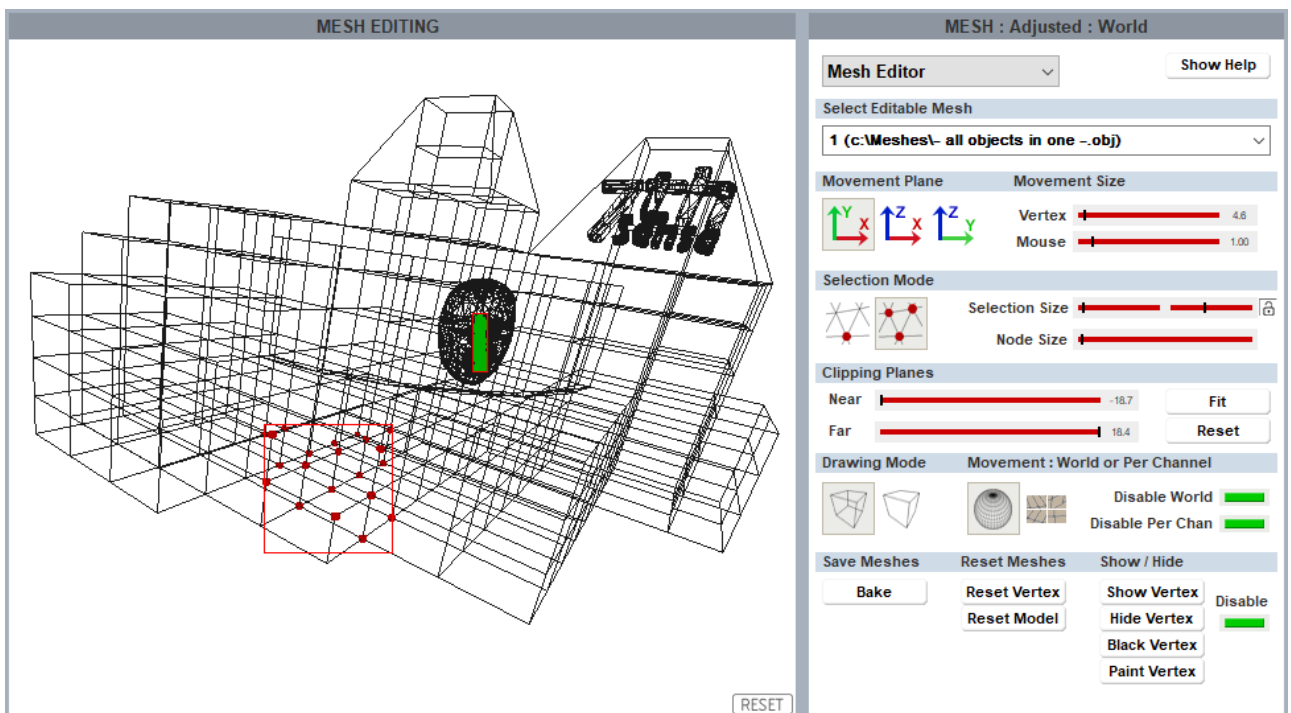 MESH EDITING
MESH : Adjusted : World
Mesh Editor
Show Help
Select Editable Mesh
1 (c:\Meshes\- all objects in one -.obj)
Movement Plane
Movement Size
Y X
Z X
Z Y
Vertex 4.6
Mouse 1.00
Selection Mode
Selection Size
Node Size
Clipping Planes
Near -18.7 Fit
Far 18.4 Reset
Drawing Mode
Movement : World or Per Channel
Disable World
Disable Per Chan
Save Meshes
Reset Meshes
Show / Hide
Bake
Reset Vertex
Show Vertex
Disable
Reset Model
Hide Vertex
Black Vertex
Paint Vertex
RESET